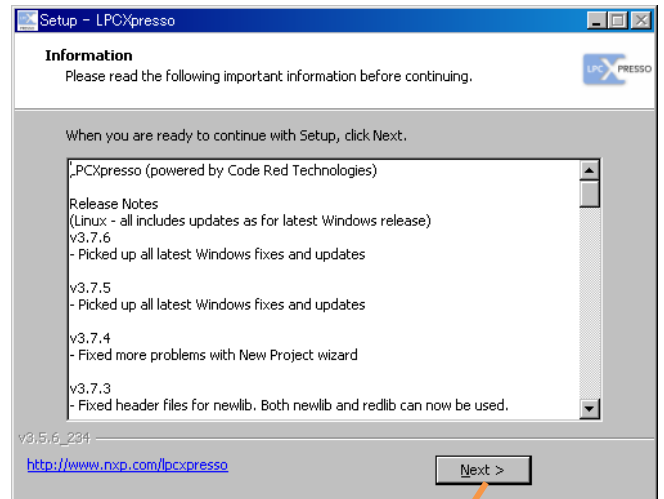 Setup - LPCXpresso
Information
Please read the following important information before continuing.
LPC XPRESSO
When you are ready to continue with Setup, click Next.
LPCXpresso (powered by Code Red Technologies)
Release Notes
(Linux - all includes updates as for latest Windows release)
v3.7.6
- Picked up all latest Windows fixes and updates
v3.7.5
- Picked up all latest Windows fixes and updates
v3.7.4
- Fixed more problems with New Project wizard
v3.7.3
- Fixed header files for newlib. Both newlib and redlib can now be used.
v3.5.6_234
http://www.nxp.com/lpcxpresso
Next >